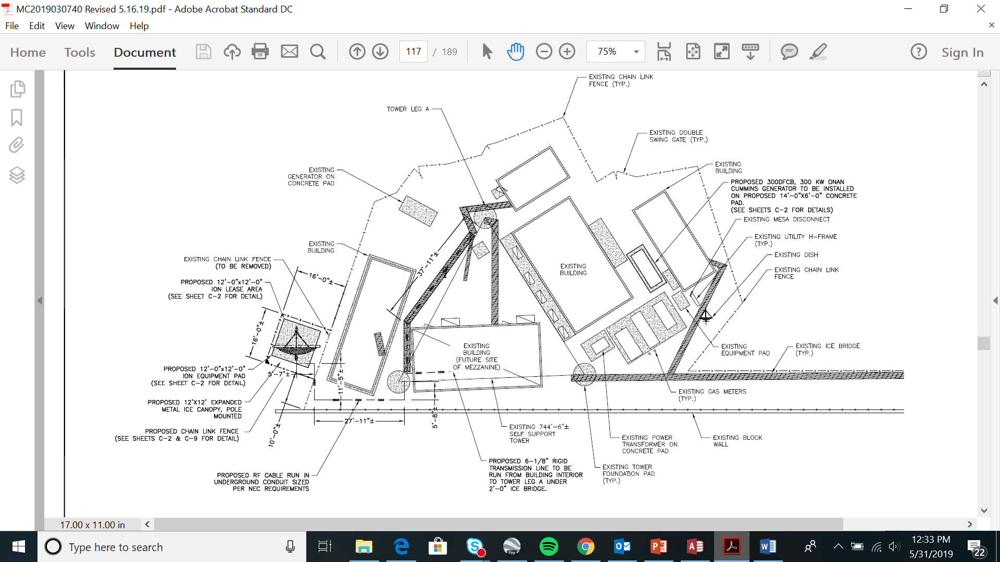 MC2019030740 Revised 5.16.19.pdf - Adobe Acrobat Standard DC
File Edit View Window Help
Home Tools Document 117 / 189 75% Sign In
EXISTING CHAIN LINK
FENCE (TYP.)
TOWER LEG A
EXISTING DOUBLE
SWING GATE (TYP.)
EXISTING
BUILDING
EXISTING
GENERATOR ON
CONCRETE PAD
PROPOSED 300DFCB, 300 KW ONAN
CUMMINS GENERATOR TO BE INSTALLED
ON PROPOSED 14'-0"X6'-0" CONCRETE
PAD.
(SEE SHEETS C-2 FOR DETAILS)
EXISTING MESA DISCONNECT
EXISTING UTILITY H-FRAME
(TYP.)
EXISTING DISH
EXISTING CHAIN LINK
FENCE
EXISTING
BUILDING
EXISTING CHAIN LINK FENCE
(TO BE REMOVED)
37'-11"±
EXISTING
BUILDING
16'-0"±
PROPOSED 12'-0"x12'-0"
ION LEASE AREA
(SEE SHEET C-2 FOR DETAIL)
16'-0"±
EXISTING
BUILDING
(FUTURE SITE
OF MEZZANINE)
EXISTING
EQUIPMENT PAD
EXISTING ICE BRIDGE
(TYP.)
PROPOSED 12'-0"x12'-0"
ION EQUIPMENT PAD
(SEE SHEET C-2 FOR DETAIL)
5'-7"±
11'-5"±
COAX COAX
COAX COAX COAX
EXISTING GAS METERS
(TYP.)
PROPOSED 12'X12' EXPANDED
METAL ICE CANOPY, POLE
MOUNTED
27'-11"±
5'-8"±
10'-0"±
PROPOSED CHAIN LINK FENCE
(SEE SHEETS C-2 & C-9 FOR DETAIL)
EXISTING 744'-6"±
SELF SUPPORT
TOWER
EXISTING POWER
TRANSFORMER ON
CONCRETE PAD
EXISTING BLOCK
WALL
PROPOSED 6-1/8" RIGID
TRANSMISSION LINE TO BE
RUN FROM BUILDING INTERIOR
TO TOWER LEG A UNDER
2'-0" ICE BRIDGE.
EXISTING TOWER
FOUNDATION PAD
(TYP.)
PROPOSED RF CABLE RUN IN
UNDERGROUND CONDUIT SIZED
PER NEC REQUIREMENTS
17.00 x 11.00 in
Type here to search
Pro
12:33 PM
5/31/2019
22